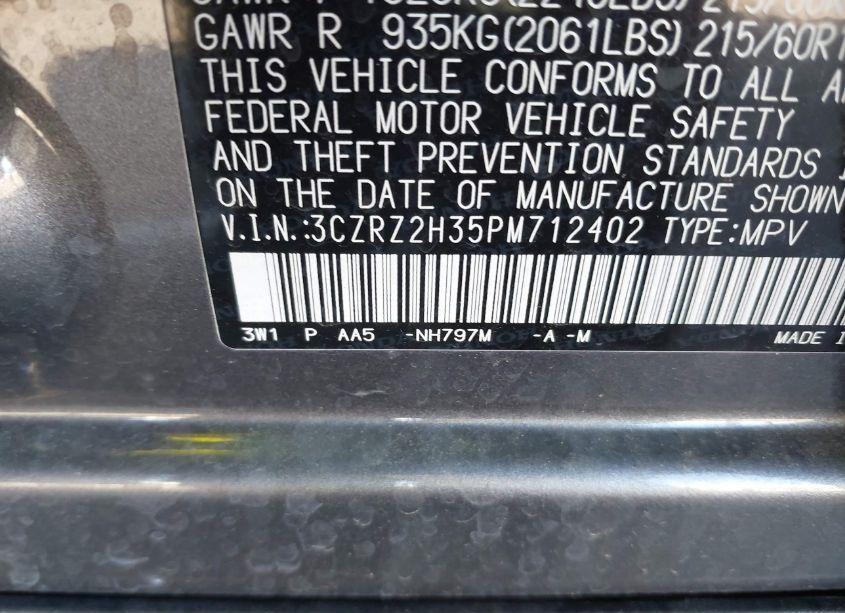 GAWR R 935KG(2061LBS) 215/60R1
THIS VEHICLE CONFORMS TO ALL
FEDERAL MOTOR VEHICLE SAFETY
AND THEFT PREVENTION STANDARDS
ON THE DATE OF MANUFACTURE SHOWN
V.I.N.:3CZRZ2H35PM712402 TYPE:MPV
3W1 P AA5 -NH797M -A -M MADE